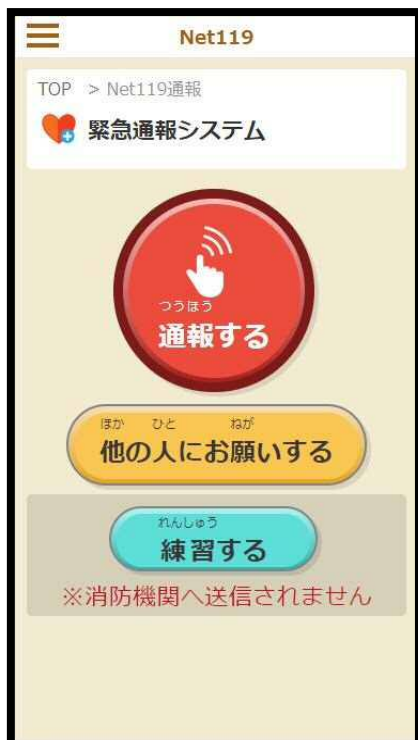 Net119
TOP > Net119通報
緊急通報システム
つうほう
通報する
ほか ひと ねが
他の人にお願いする
れんしゅう
練習する
※消防機関へ送信されません